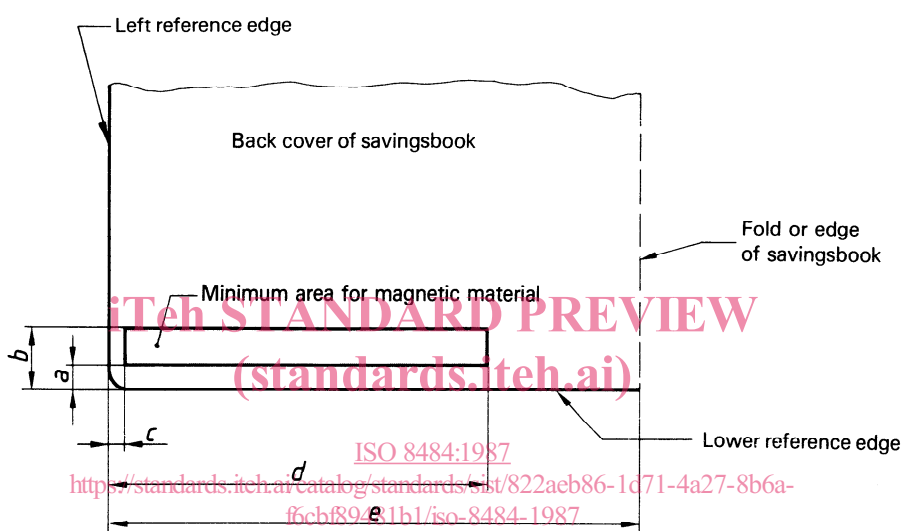 Left reference edge
Back cover of savingsbook
Fold or edge
of savingsbook
Minimum area for magnetic material
iTeh STANDARD PREVIEW
(standards.iteh.ai)
b
a
c
Lower reference edge
ISO 8484:1987
d
https://standards.iteh.ai/catalog/standards/sist/822aeb86-1d71-4a27-8b6a-
f6cbf89481b1/iso-8484-1987
e